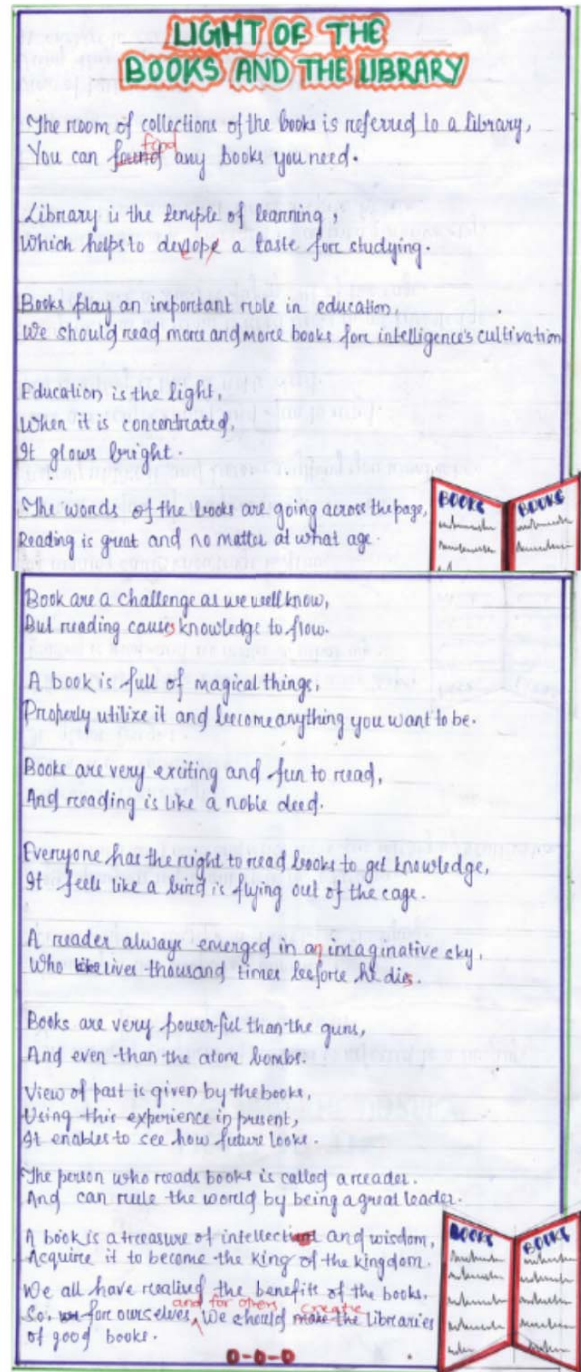 LIGHT OF THE
BOOKS AND THE LIBRARY
The room of collections of the books is referred to a library,
You can find any books you need.
Library is the temple of learning,
Which helps to develope a taste for studying.
Books play an important role in education,
We should read more and more books for intelligence's cultivation
Education is the light,
When it is concentrated,
It glows bright.
The words of the books are going across the page,
Reading is great and no matter at what age.
BOOKS BOOKS
Book are a challenge as we well know,
But reading causes knowledge to flow.
A book is full of magical things,
Properly utilize it and become anything you want to be.
Books are very exciting and fun to read,
And reading is like a noble deed.
Everyone has the right to read books to get knowledge,
It feels like a bird is flying out of the cage.
A reader always emerged in an imaginative sky,
Who lives thousand times before he dies.
Books are very powerful than the guns,
And even than the atom bombs.
View of past is given by the books,
Using this experience in present,
It enables to see how future looks.
The person who reads books is called a reader.
And can rule the world by being a great leader.
A book is a treasure of intellect and wisdom,
Acquire it to become the king of the kingdom.
We all have realived the benefits of the books,
and for others create
So, for ourselves, We should make the libraries
of good books.
BOOKS BOOKS
0-0-0